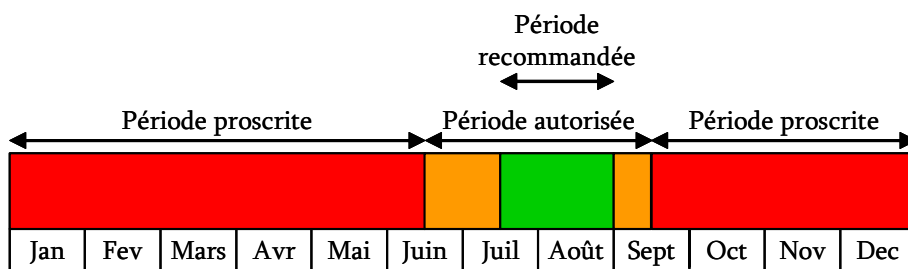 Période
recommandée
Période proscrite
Période autorisée
Période proscrite
Jan Fev Mars Avr Mai Juin Juil Août Sept Oct Nov Dec